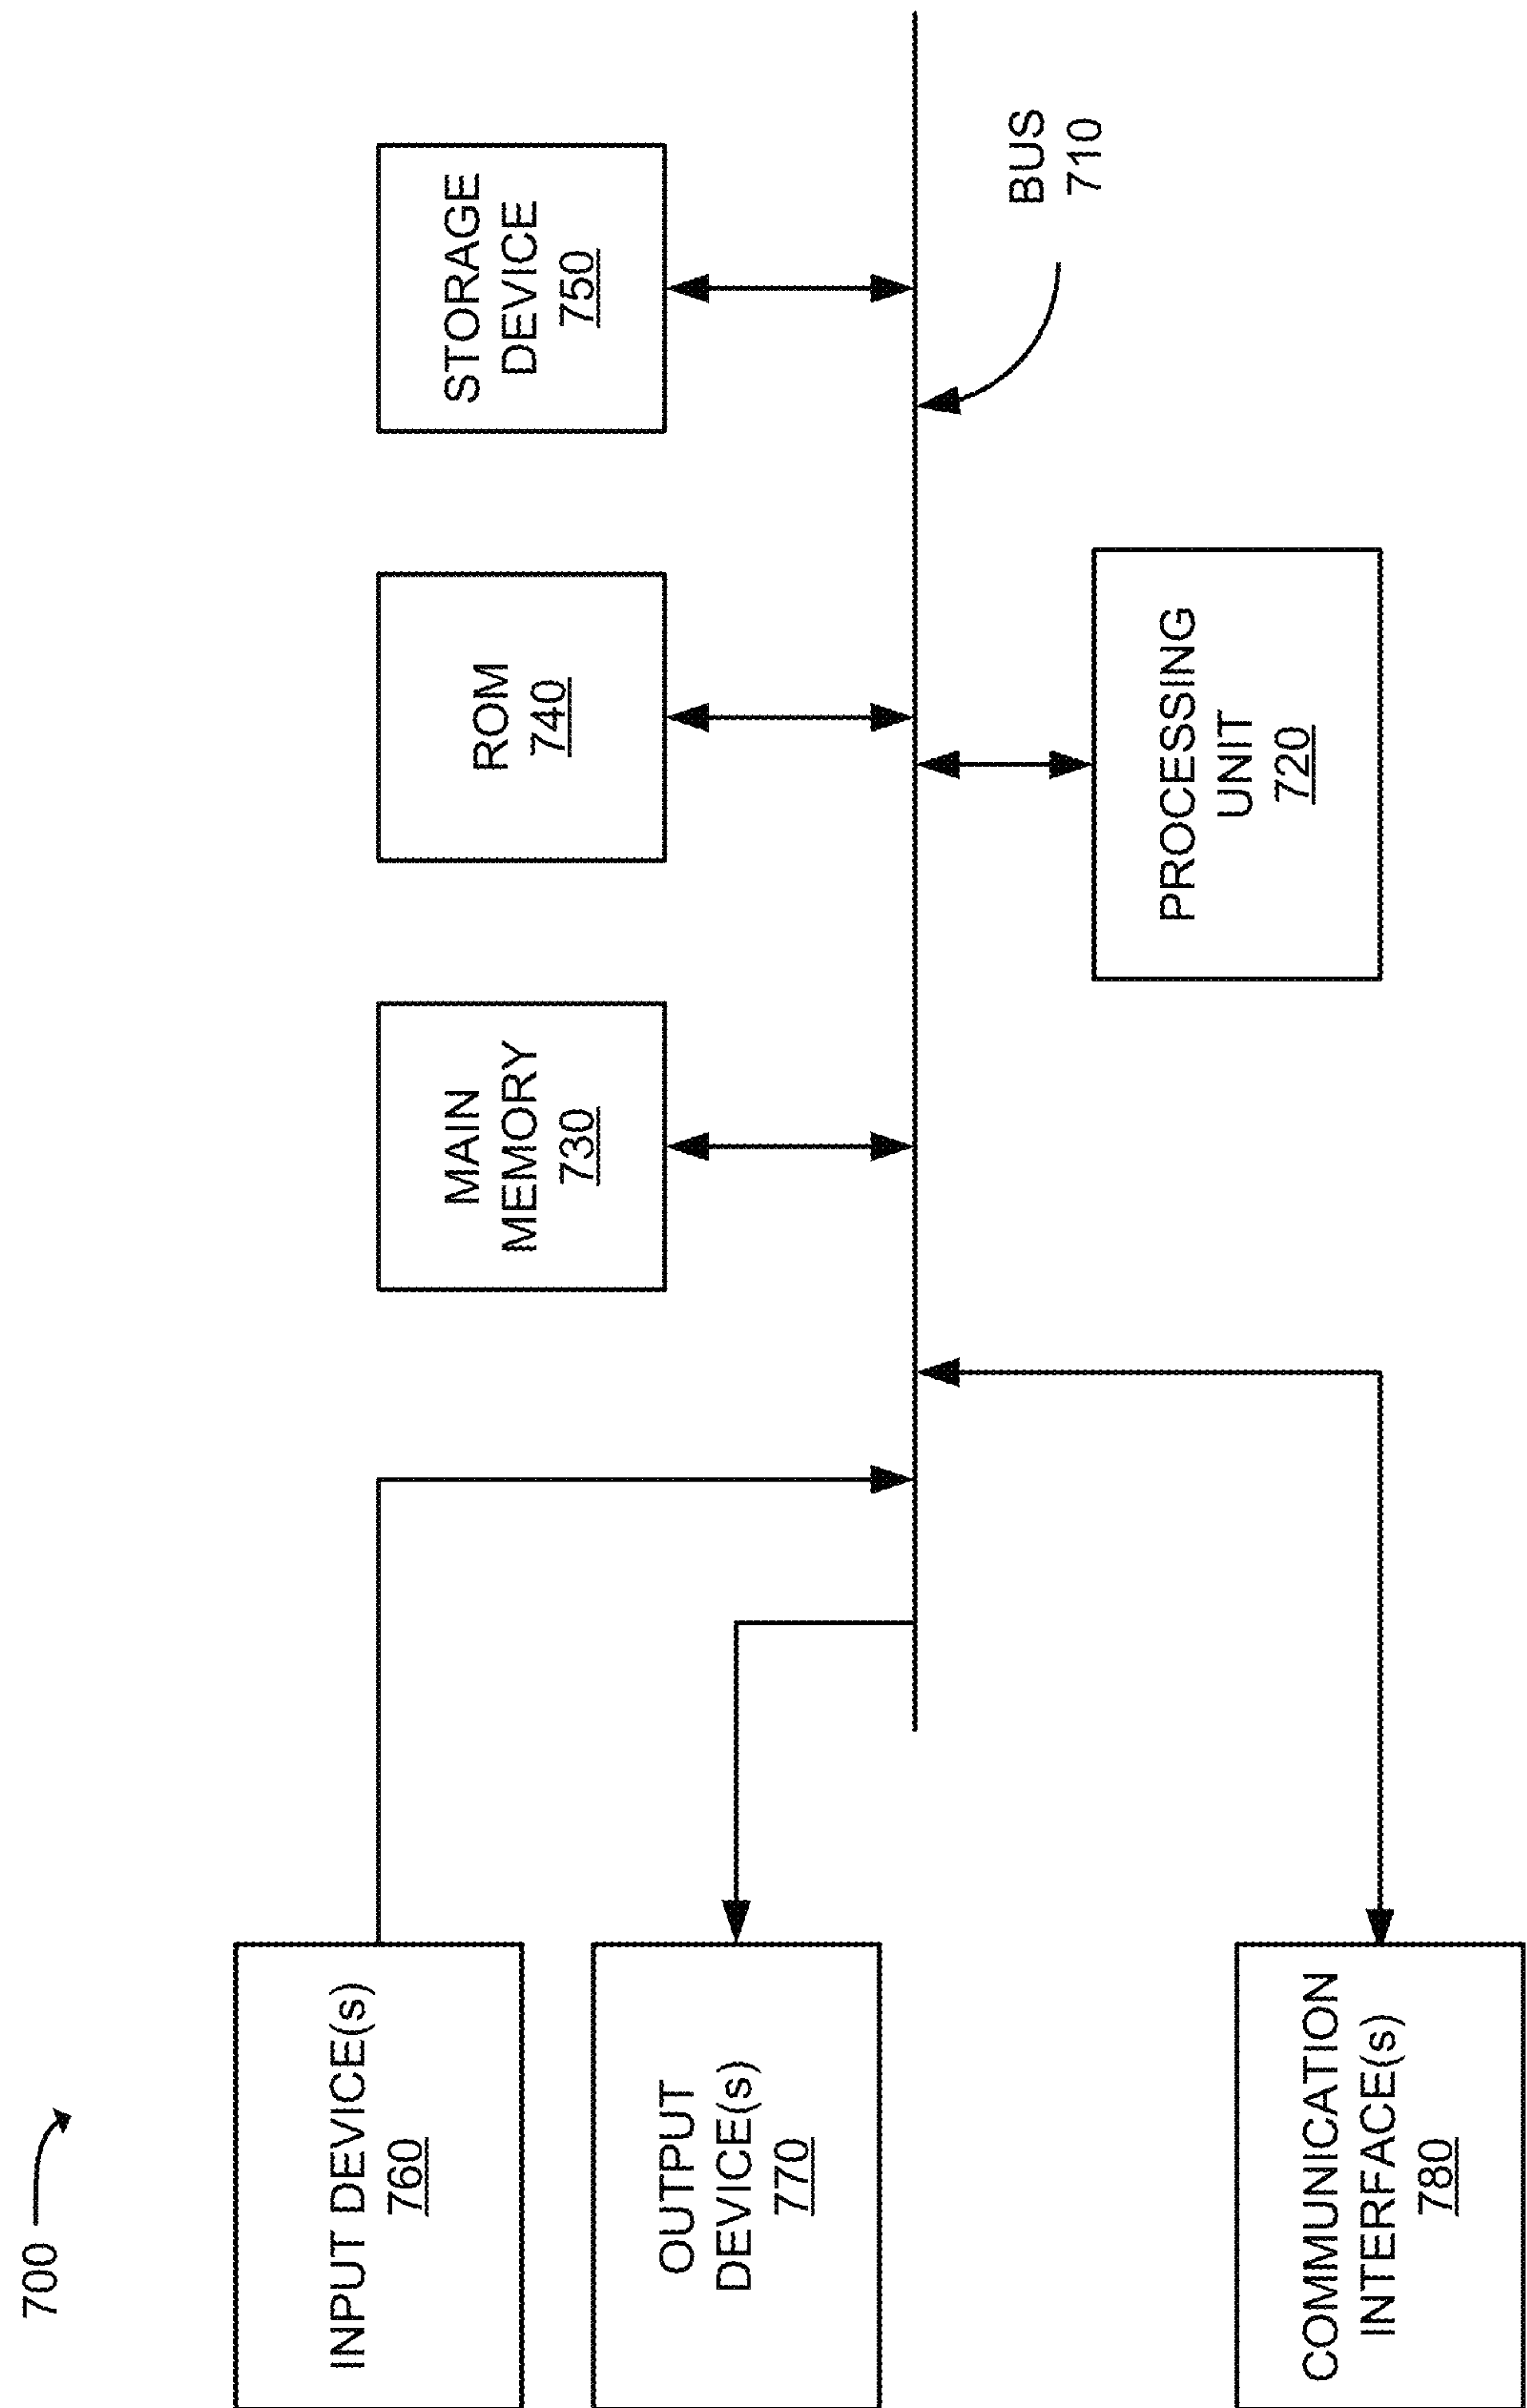 700
INPUT DEVICE(s)
760
OUTPUT
DEVICE(s)
770
COMMUNICATION
INTERFACE(s)
780
MAIN
MEMORY
730
ROM
740
STORAGE
DEVICE
750
PROCESSING
UNIT
720
BUS
710